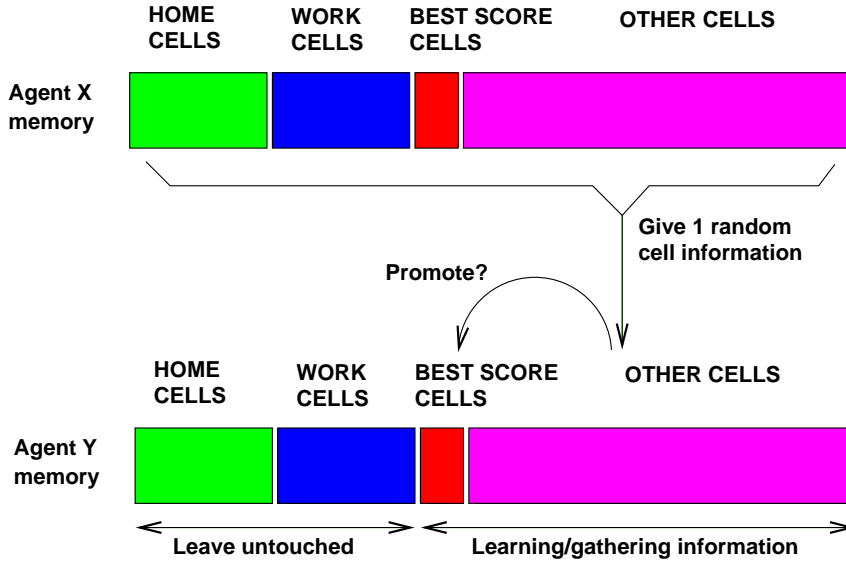 HOME
CELLS
WORK
CELLS
BEST SCORE
CELLS
OTHER CELLS
Agent X
memory
Give 1 random
cell information
Promote?
HOME
CELLS
WORK
CELLS
BEST SCORE
CELLS
OTHER CELLS
Agent Y
memory
Leave untouched
Learning/gathering information